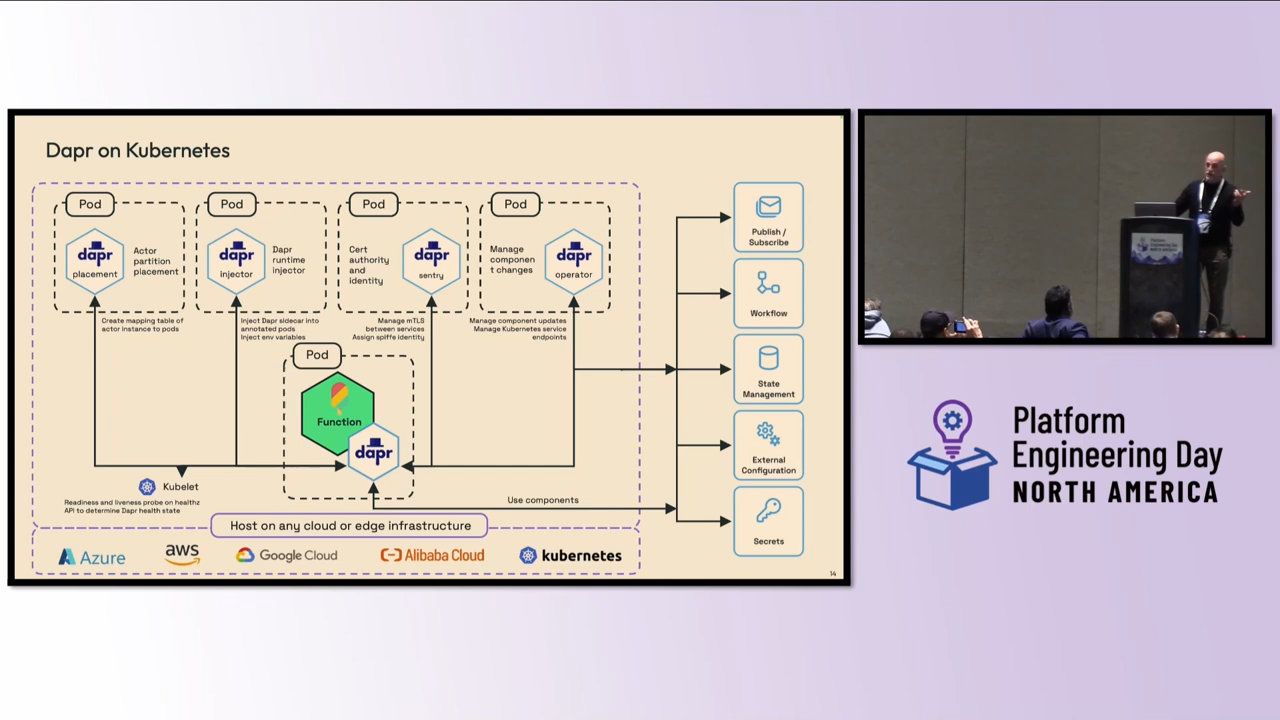 Dapr on Kubernetes
Pod
dapr
placement
Actor
partition
placement
Create mapping table of
actor instance to pods
Pod
dapr
injector
Dapr
runtime
injector
Inject Dapr sidecar into
annotated pods
Inject env variables
Pod
Cert
authority
and
identity
dapr
sentry
Manage mTLS
between services
Assign spiffe identity
Pod
Manage
componen
t changes
dapr
operator
Manage component updates
Manage Kubernetes service
endpoints
Pod
Function
dapr
Kubelet
Readiness and liveness probe on healthz
API to determine Dapr health state
Use components
Host on any cloud or edge infrastructure
Azure
aws
Google Cloud
Alibaba Cloud
kubernetes
Publish /
Subscribe
Workflow
State
Management
External
Configuration
Secrets
14
Platform
Engineering Day
NORTH AMERICA